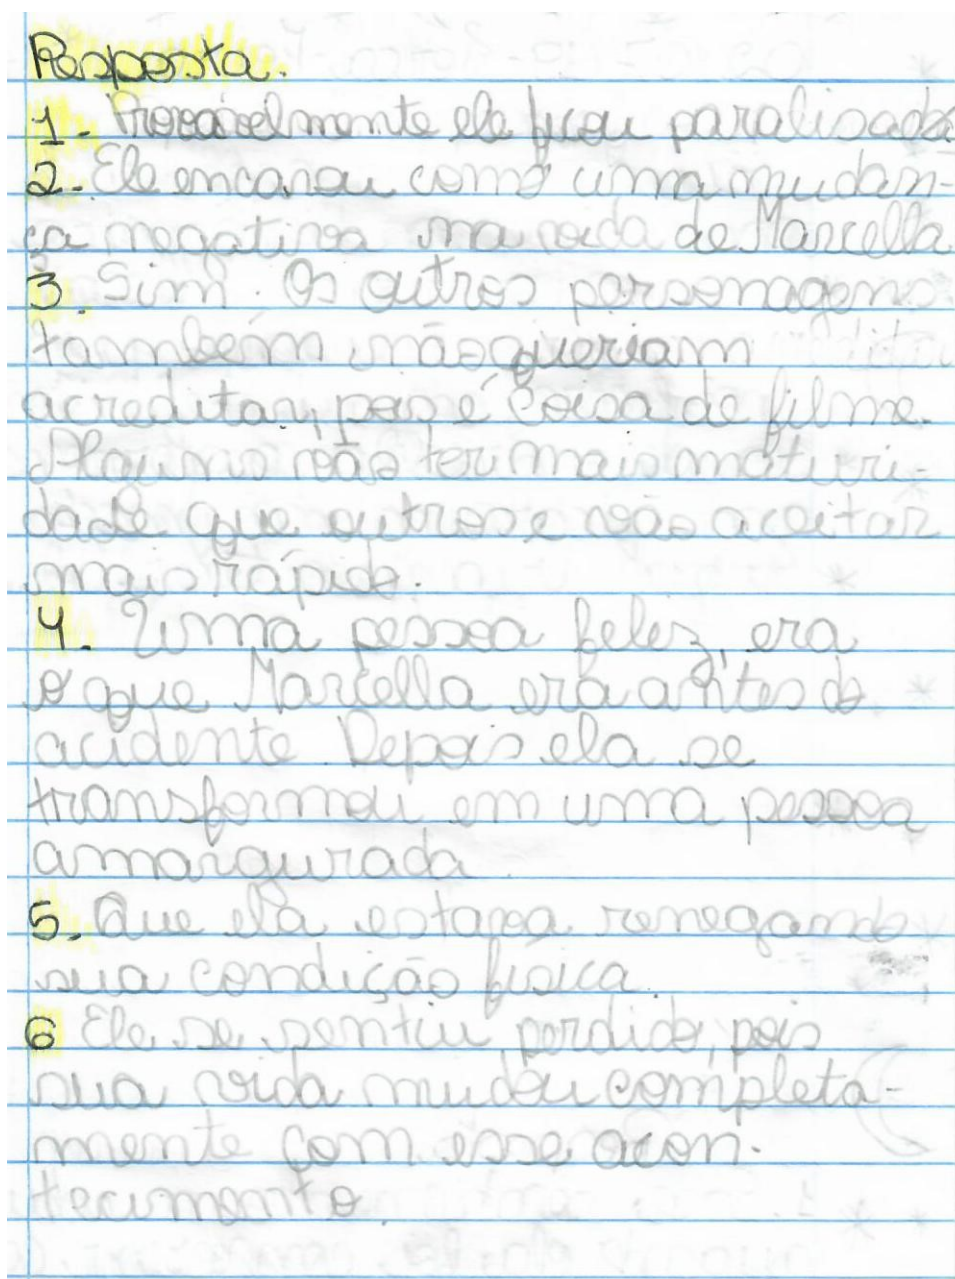 Resposta.
1. Provavelmente ela ficou paralisada
2. Ele encarou como uma mudan-
ça negativa na vida de Marcella
3. Sim. Os outros personagens
também não queriam
acreditar, pois é coisa de filme.
Alguns vão ter mais maturi-
dade que outros e vão aceitar
mais rápido.
4. Uma pessoa feliz, era
o que Marcella era antes do
acidente Depois ela se
transformou em uma pessoa
amargurada.
5. Que ela estava renegando
sua condição física.
6 Ele se sentiu perdido, pois
sua vida mudou completa-
mente com esse acon-
tecimento